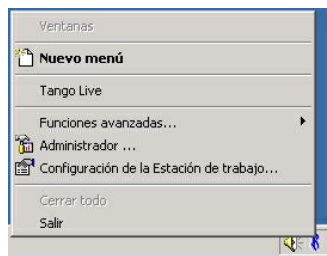 Ventanas
Nuevo menú
Tango Live
Funciones avanzadas...
Administrador ...
Configuración de la Estación de trabajo...
Cerrar todo
Salir